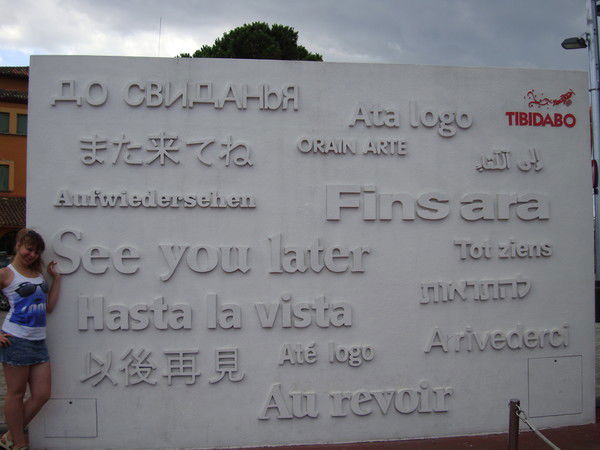 ДО СВИДАНЬЯ
Ata logo
TIBIDABO
また来てね
ORAIN ARTE
إلى اللقاء
Aufwiedersehen
Fins ara
See you later
Tot ziens
להתראות
Hasta la vista
Arrivederci
以後再見
Até logo
Au revoir